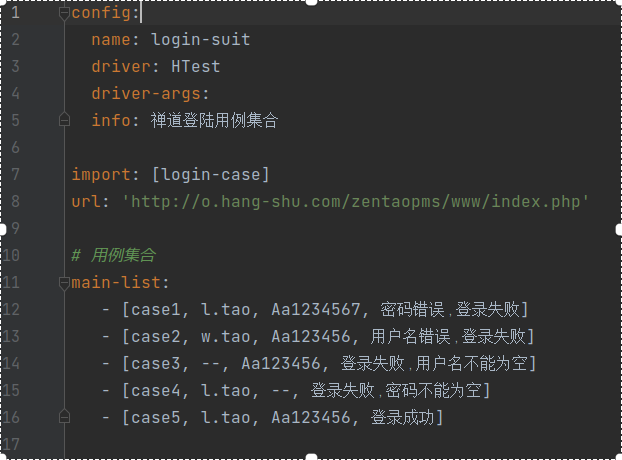 1 config:
2   name: login-suit
3   driver: HTest
4   driver-args:
5   info: 禅道登陆用例集合
6
7 import: [login-case]
8 url: 'http://o.hang-shu.com/zentaopms/www/index.php'
9
10 # 用例集合
11 main-list:
12    - [case1, l.tao, Aa1234567, 密码错误,登录失败]
13    - [case2, w.tao, Aa123456, 用户名错误,登录失败]
14    - [case3, --, Aa123456, 登录失败,用户名不能为空]
15    - [case4, l.tao, --, 登录失败,密码不能为空]
16    - [case5, l.tao, Aa123456, 登录成功]
17